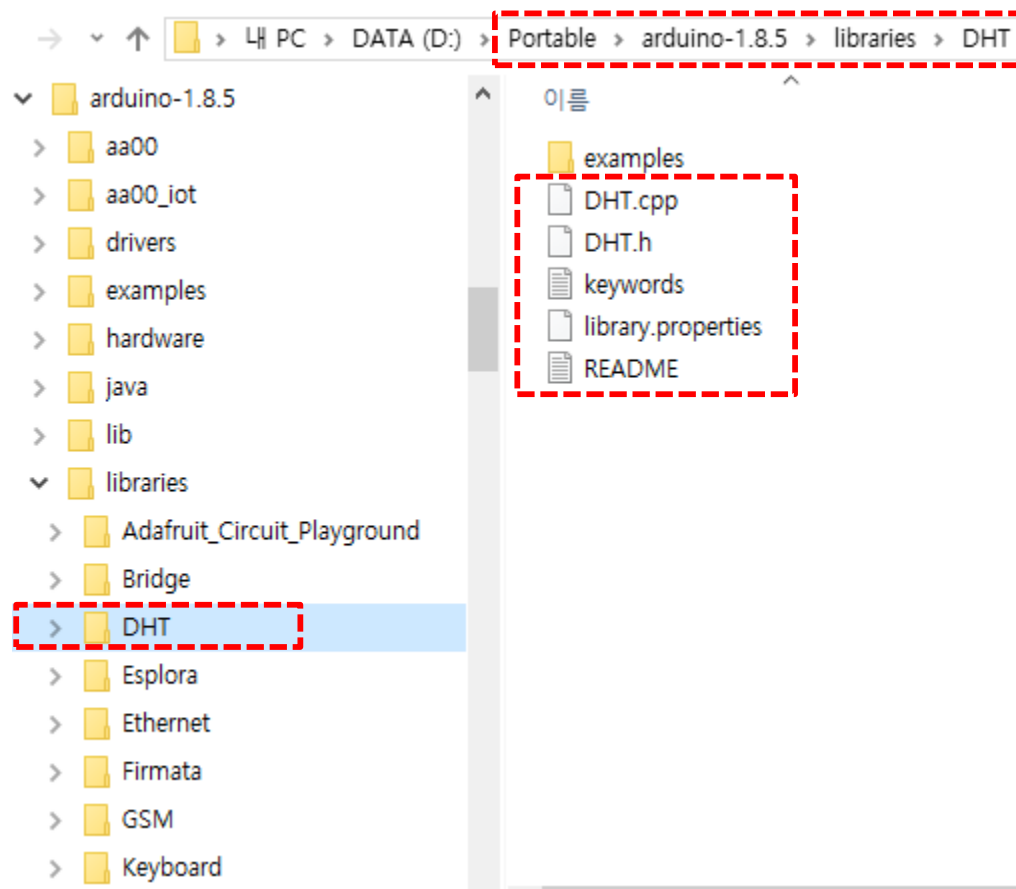 내 PC > DATA (D:) > Portable > arduino-1.8.5 > libraries > DHT
arduino-1.8.5
aa00
aa00_iot
drivers
examples
hardware
java
lib
libraries
Adafruit_Circuit_Playground
Bridge
DHT
Esplora
Ethernet
Firmata
GSM
Keyboard
이름
examples
DHT.cpp
DHT.h
keywords
library.properties
README